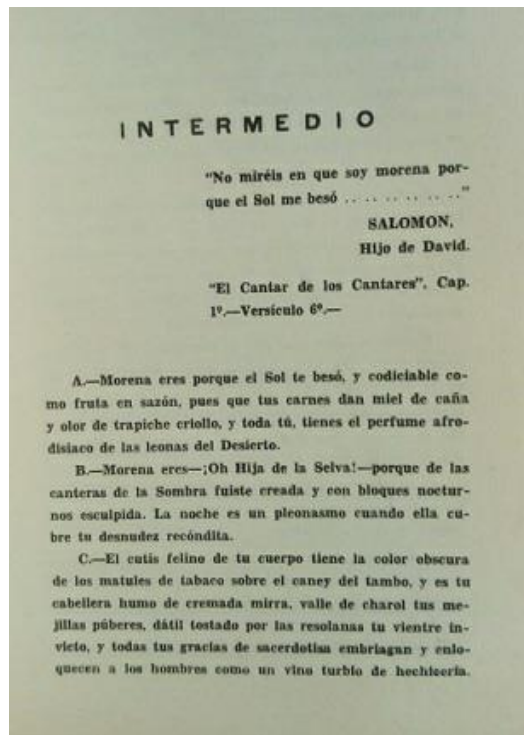 INTERMEDIO
"No miréis en que soy morena por-
que el Sol me besó .. .. .. .. .. .."
SALOMON,
Hijo de David.
"El Cantar de los Cantares", Cap.
1º.—Versículo 6º.—
A.—Morena eres porque el Sol te besó, y codiciable co-
mo fruta en sazón, pues que tus carnes dan miel de caña
y olor de trapiche criollo, y toda tú, tienes el perfume afro-
disiaco de las leonas del Desierto.
B.—Morena eres—¡Oh Hija de la Selva!—porque de las
canteras de la Sombra fuiste creada y con bloques noctur-
nos esculpida. La noche es un pleonasmo cuando ella cu-
bre tu desnudez recóndita.
C.—El cutis felino de tu cuerpo tiene la color obscura
de los matules de tabaco sobre el caney del tambo, y es tu
cabellera humo de cremada mirra, valle de charol tus me-
jillas púberes, dátil tostado por las resolanas tu vientre in-
victo, y todas tus gracias de sacerdotisa embriagan y enlo-
quecen a los hombres como un vino turbio de hechicería.